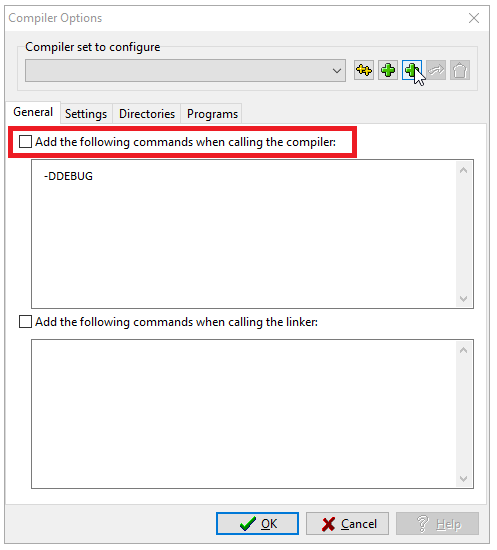 Compiler Options
Compiler set to configure
General Settings Directories Programs
Add the following commands when calling the compiler:
-DDEBUG
Add the following commands when calling the linker:
OK Cancel Help